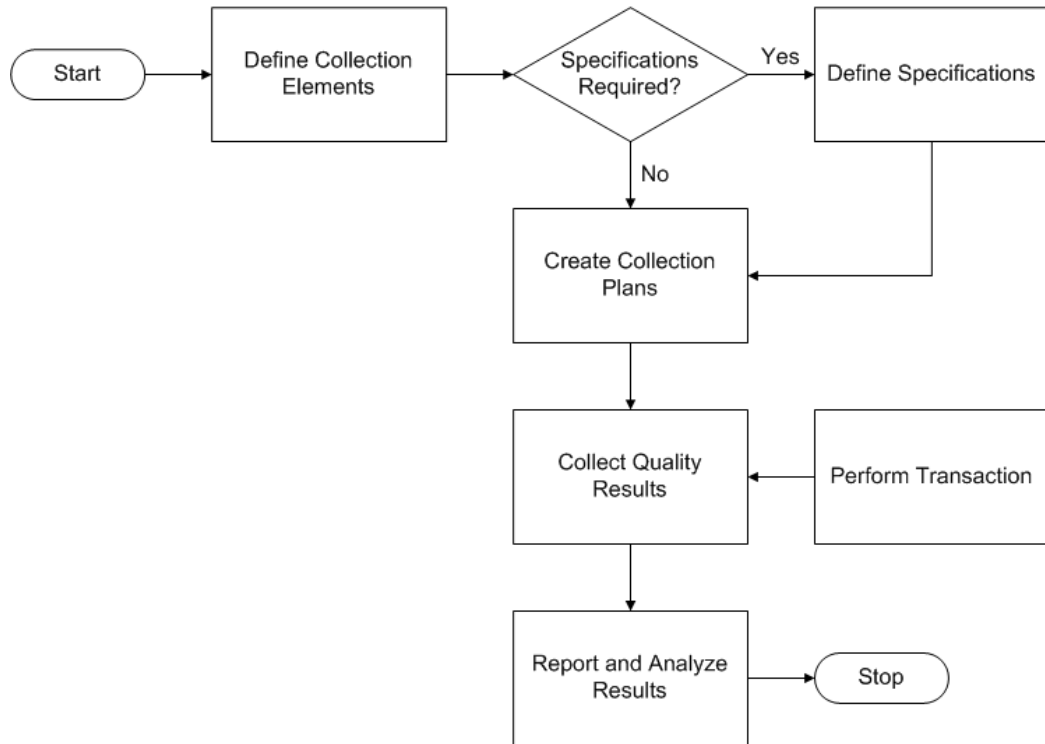 Start
Define Collection
Elements
Specifications
Required?
Yes
Define Specifications
No
Create Collection
Plans
Collect Quality
Results
Perform Transaction
Report and Analyze
Results
Stop